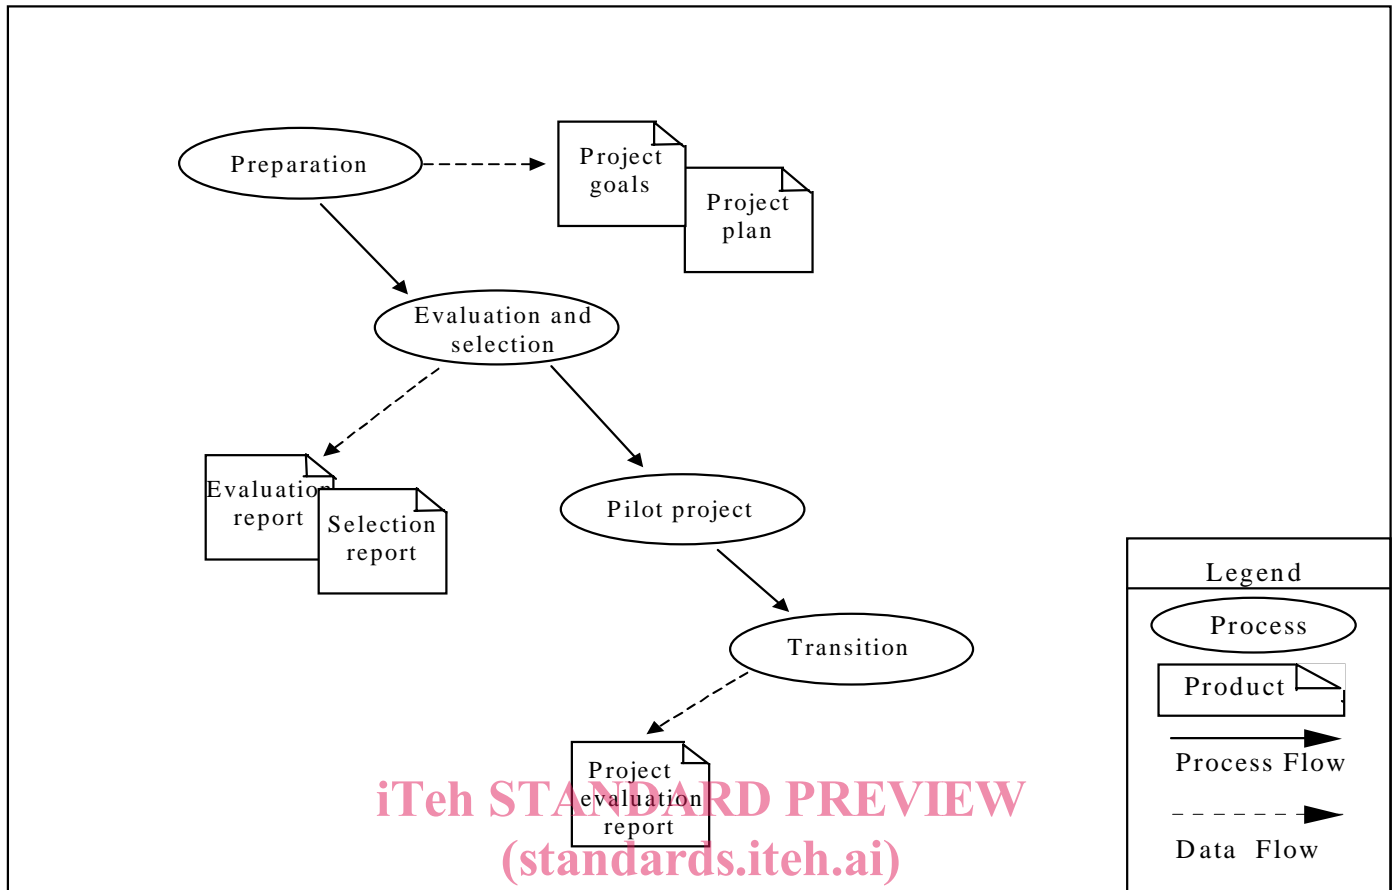 Preparation
Project
goals
Project
plan
Evaluation and
selection
Evaluation
report
Selection
report
Pilot project
Transition
Project
evaluation
report
iTeh STANDARD PREVIEW
(standards.iteh.ai)
Legend
Process
Product
Process Flow
Data Flow